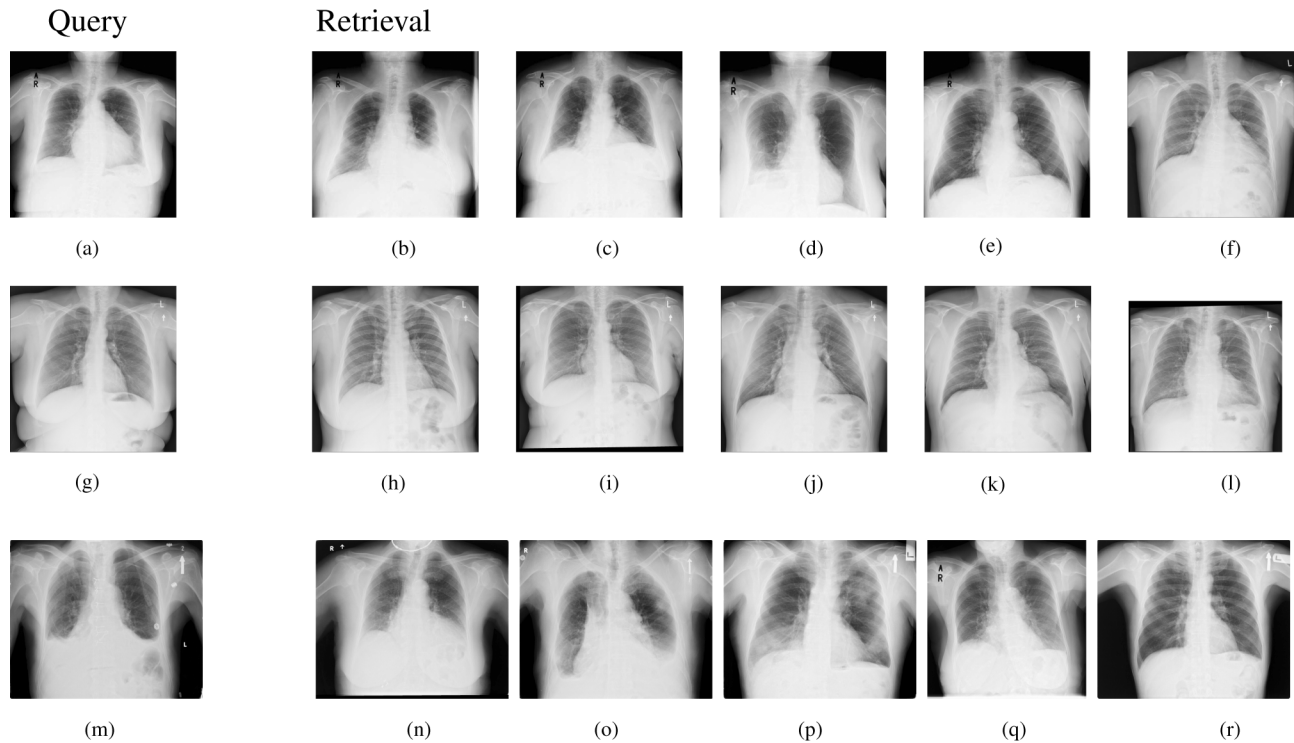 Query Retrieval
A
R
A
R
A
R
A
R
A
R
L
(a) (b) (c) (d) (e) (f)
L
L
L
L
L
L
(g) (h) (i) (j) (k) (l)
L
R
R
L
A
R
L
(m) (n) (o) (p) (q) (r)